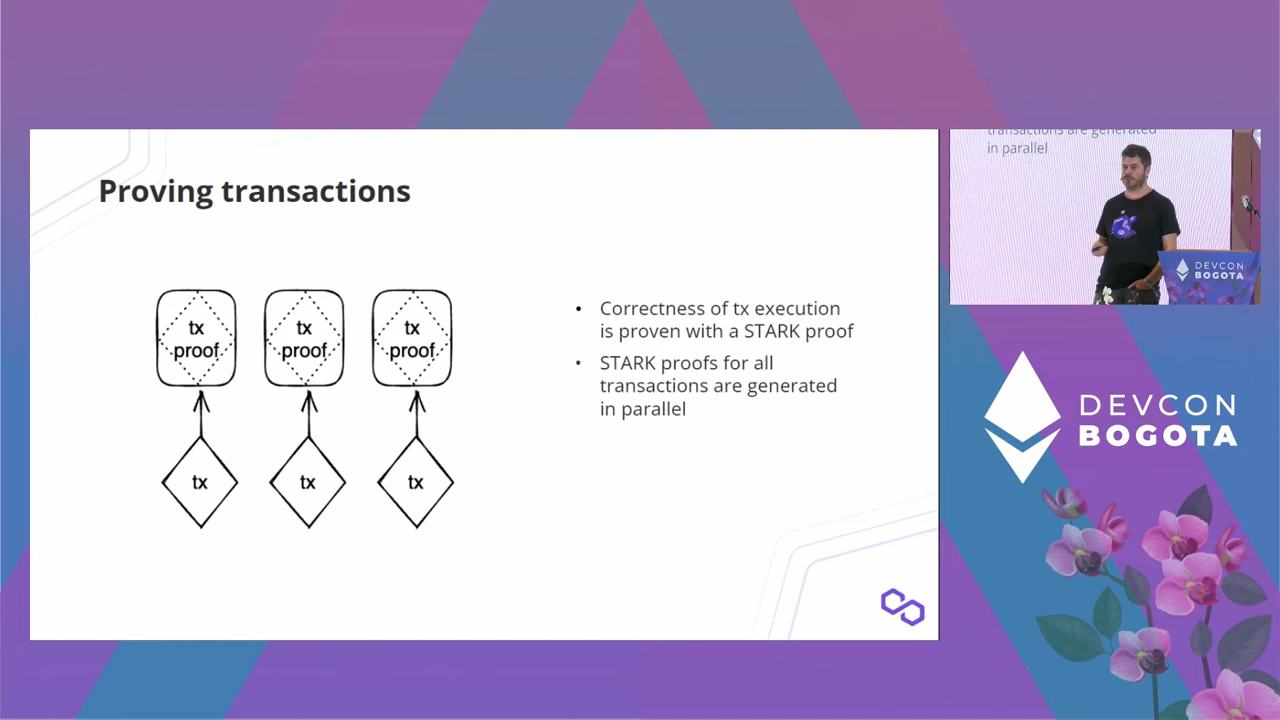 Proving transactions
tx
proof
tx
proof
tx
proof
tx
tx
tx
• Correctness of tx execution
is proven with a STARK proof
• STARK proofs for all
transactions are generated
in parallel
transactions are generated
in parallel
DEVCON
BOGOTA
DEVCON
BOGOTA